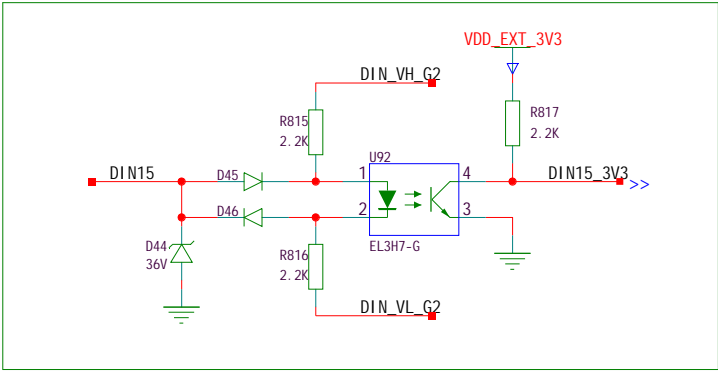 VDD_EXT_3V3
DIN_VH_G2
R815
2.2K
R817
2.2K
U92
DIN15
D45
1
4
DIN15_3V3
>>
D46
2
3
D44
36V
R816
2.2K
EL3H7-G
DIN_VL_G2